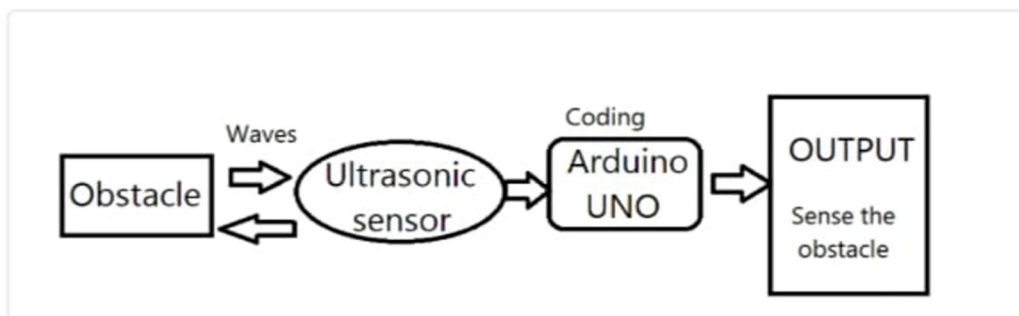 Waves
Obstacle
Ultrasonic
sensor
Coding
Arduino
UNO
OUTPUT
Sense the
obstacle